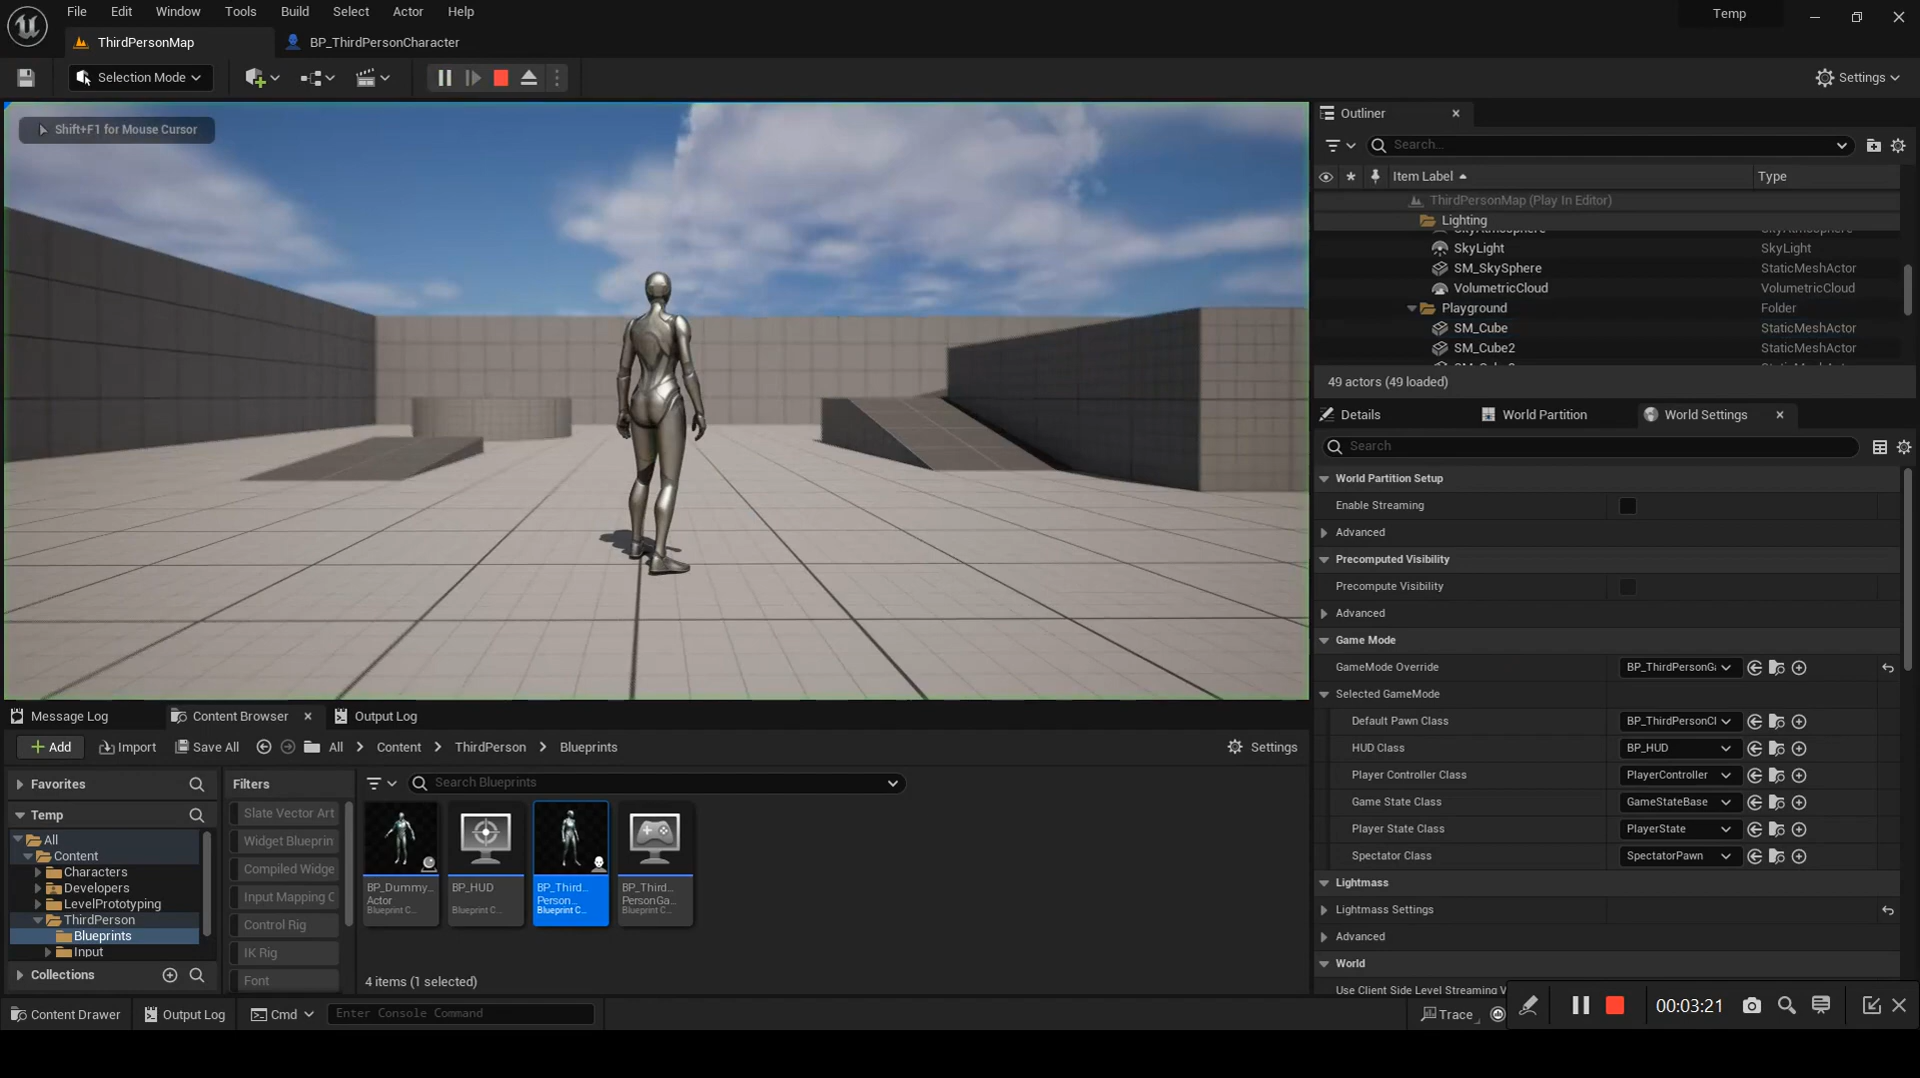 File Edit Window Tools Build Select Actor Help
Temp
ThirdPersonMap
BP_ThirdPersonCharacter
Selection Mode
Settings
Shift+F1 for Mouse Cursor
Outliner
Search...
Item Label
Type
ThirdPersonMap (Play In Editor)
Lighting
SkyLight SkyLight
SM_SkySphere StaticMeshActor
VolumetricCloud VolumetricCloud
Playground Folder
SM_Cube StaticMeshActor
SM_Cube2 StaticMeshActor
49 actors (49 loaded)
Details
World Partition
World Settings
Search
World Partition Setup
Enable Streaming
Advanced
Precomputed Visibility
Precompute Visibility
Advanced
Game Mode
GameMode Override BP_ThirdPersonGa
Selected GameMode
Default Pawn Class BP_ThirdPersonCl
HUD Class BP_HUD
Player Controller Class PlayerController
Game State Class GameStateBase
Player State Class PlayerState
Spectator Class SpectatorPawn
Lightmass
Lightmass Settings
Advanced
World
Use Client Side Level Streaming V
Message Log
Content Browser
Output Log
Add
Import
Save All
All
Content
ThirdPerson
Blueprints
Settings
Favorites
Temp
All
Content
Characters
Developers
LevelPrototyping
ThirdPerson
Blueprints
Input
Collections
Filters
Slate Vector Art
Widget Blueprin
Compiled Widge
Input Mapping C
Control Rig
IK Rig
Font
Search Blueprints
BP_Dummy...
Actor
Blueprint C...
BP_HUD
Blueprint C...
BP_Third...
Person...
Blueprint C...
BP_Third...
PersonGa...
Blueprint C...
4 items (1 selected)
Content Drawer
Output Log
Cmd
Enter Console Command
Trace
00:03:21